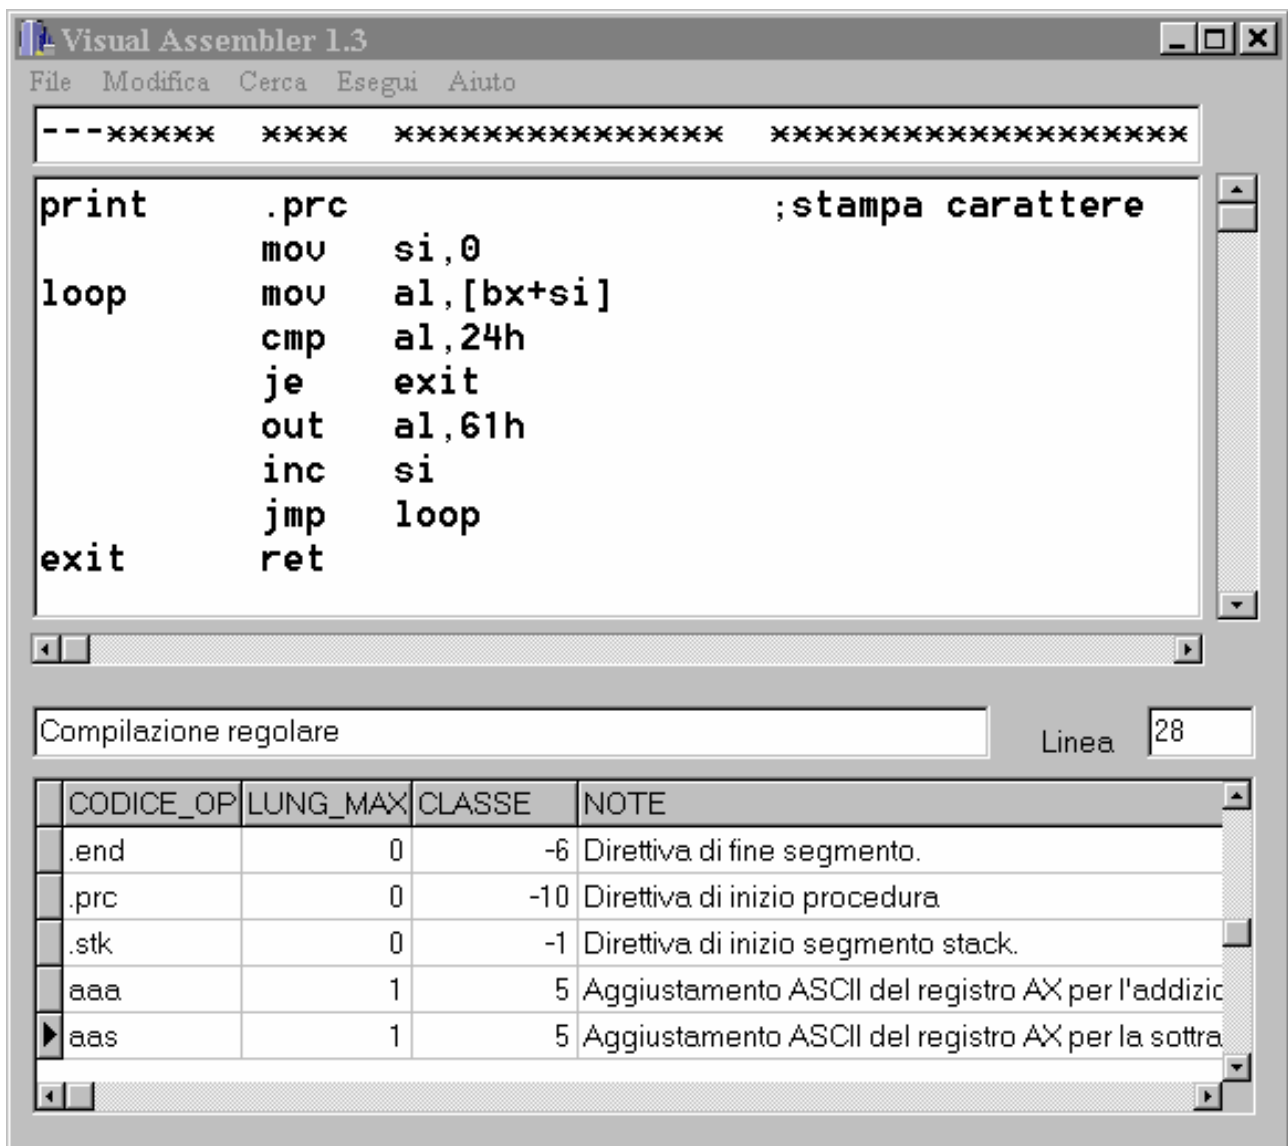 Visual Assembler 1.3
File Modifica Cerca Esegui Aiuto
---***** **** *************** *******************
print .prc ;stampa carattere
mov si,0
loop mov al,[bx+si]
cmp al,24h
je exit
out al,61h
inc si
jmp loop
exit ret
Compilazione regolare Linea 28
CODICE_OP LUNG_MAX CLASSE NOTE
.end 0 -6 Direttiva di fine segmento.
.prc 0 -10 Direttiva di inizio procedura
.stk 0 -1 Direttiva di inizio segmento stack.
aaa 1 5 Aggiustamento ASCII del registro AX per l'addizio
aas 1 5 Aggiustamento ASCII del registro AX per la sottra